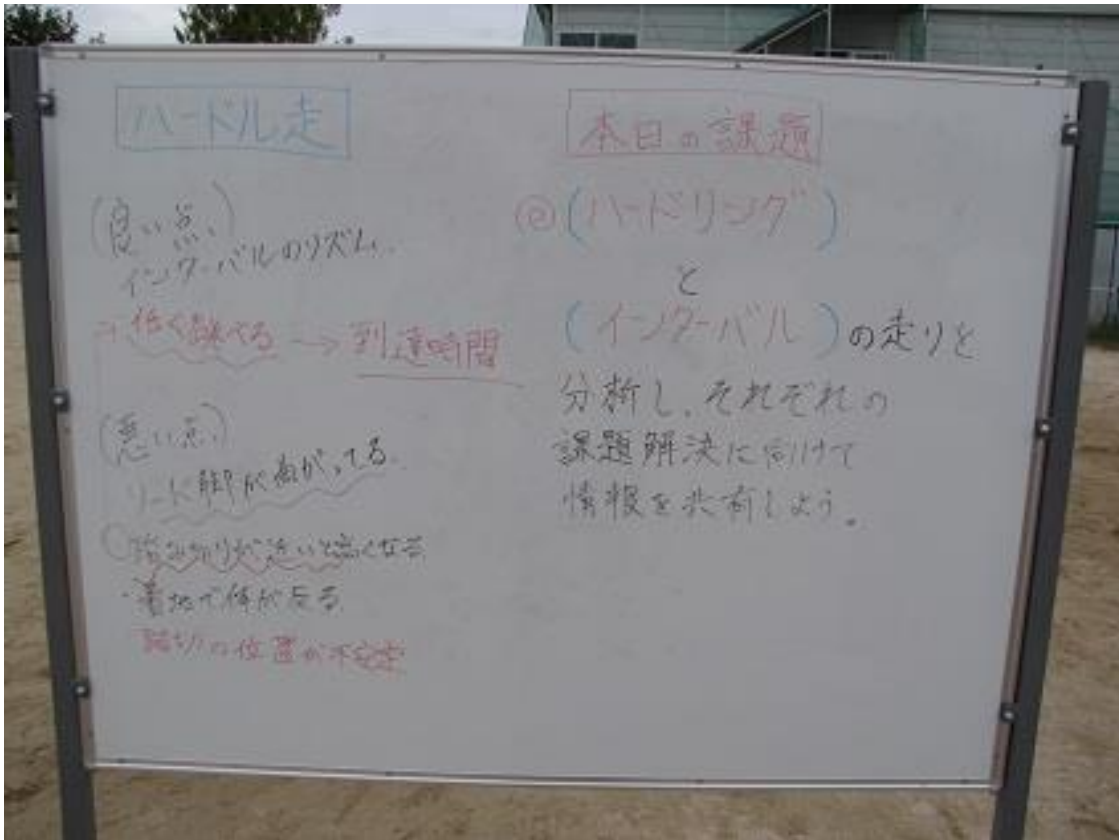 ハードル走
(良い点)
インターバルのリズム.
→低く跳べる → 到達時間
(悪い点)
リード脚が曲がってる.
踏み切りが近いと高くなる
・着地で体が反る
踏切の位置が不安定
本日の課題
◎(ハードリング)
と
(インターバル)の走りを
分析し、それぞれの
課題解決に向けて
情報を共有しよう。